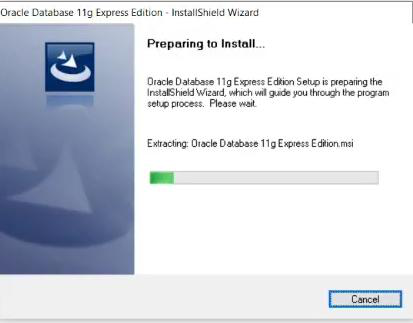 Oracle Database 11g Express Edition - InstallShield Wizard
Preparing to Install...
Oracle Database 11g Express Edition Setup is preparing the
InstallShield Wizard, which will guide you through the program
setup process. Please wait.
Extracting: Oracle Database 11g Express Edition.msi
Cancel